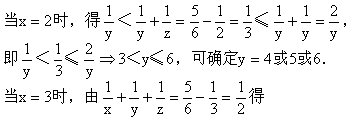 当x = 2时，得1/y＜1/y+1/z=5/6-1/2=1/3≤1/y+1/y=2/y，
即1/y＜1/3≤2/y⇒3＜y≤6，可确定y = 4或5或6.
当x = 3时，由1/x+1/y+1/z=5/6-1/3=1/2得